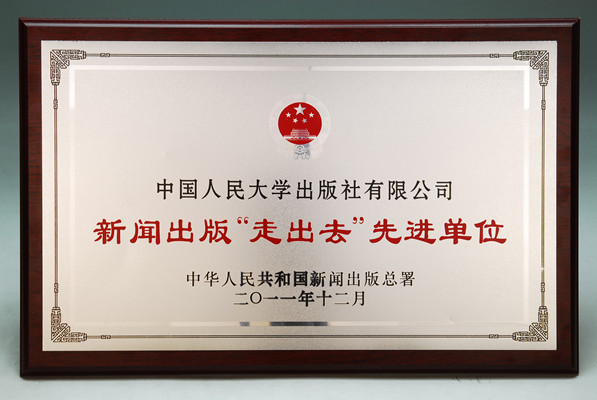 中国人民大学出版社有限公司
新闻出版“走出去”先进单位
中华人民共和国新闻出版总署
二〇一一年十二月